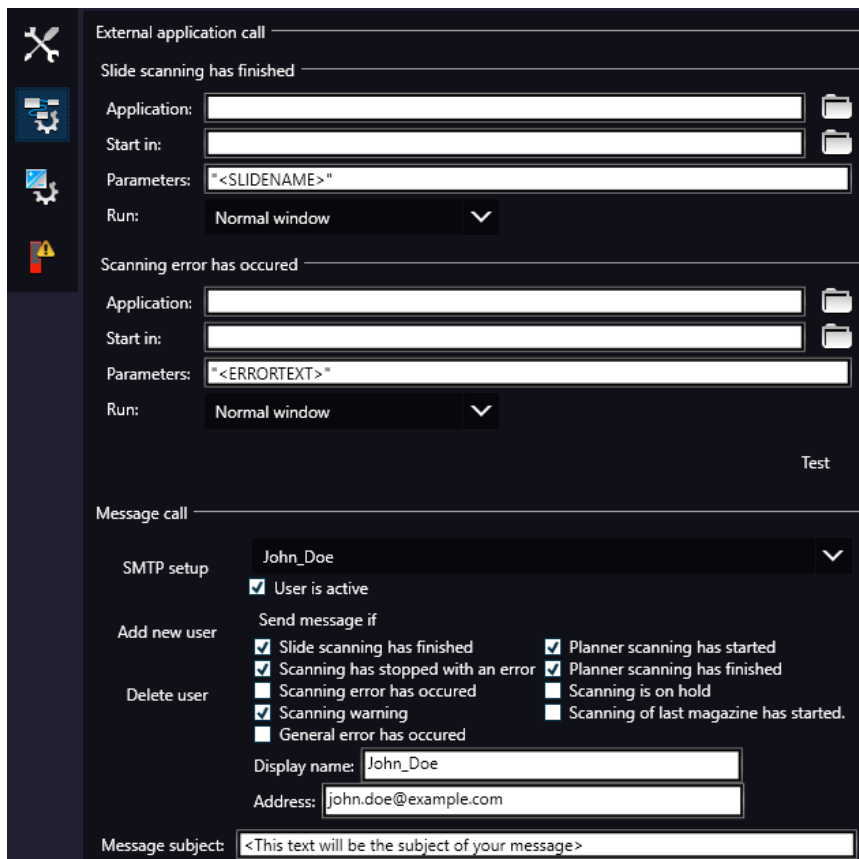 External application call
Slide scanning has finished
Application:
Start in:
Parameters: "<SLIDENAME>"
Run: Normal window
Scanning error has occured
Application:
Start in:
Parameters: "<ERRORTEXT>"
Run: Normal window
Test
Message call
SMTP setup John_Doe
User is active
Add new user Send message if
Slide scanning has finished Planner scanning has started
Scanning has stopped with an error Planner scanning has finished
Delete user Scanning error has occured Scanning is on hold
Scanning warning Scanning of last magazine has started.
General error has occured
Display name: John_Doe
Address: john.doe@example.com
Message subject: <This text will be the subject of your message>